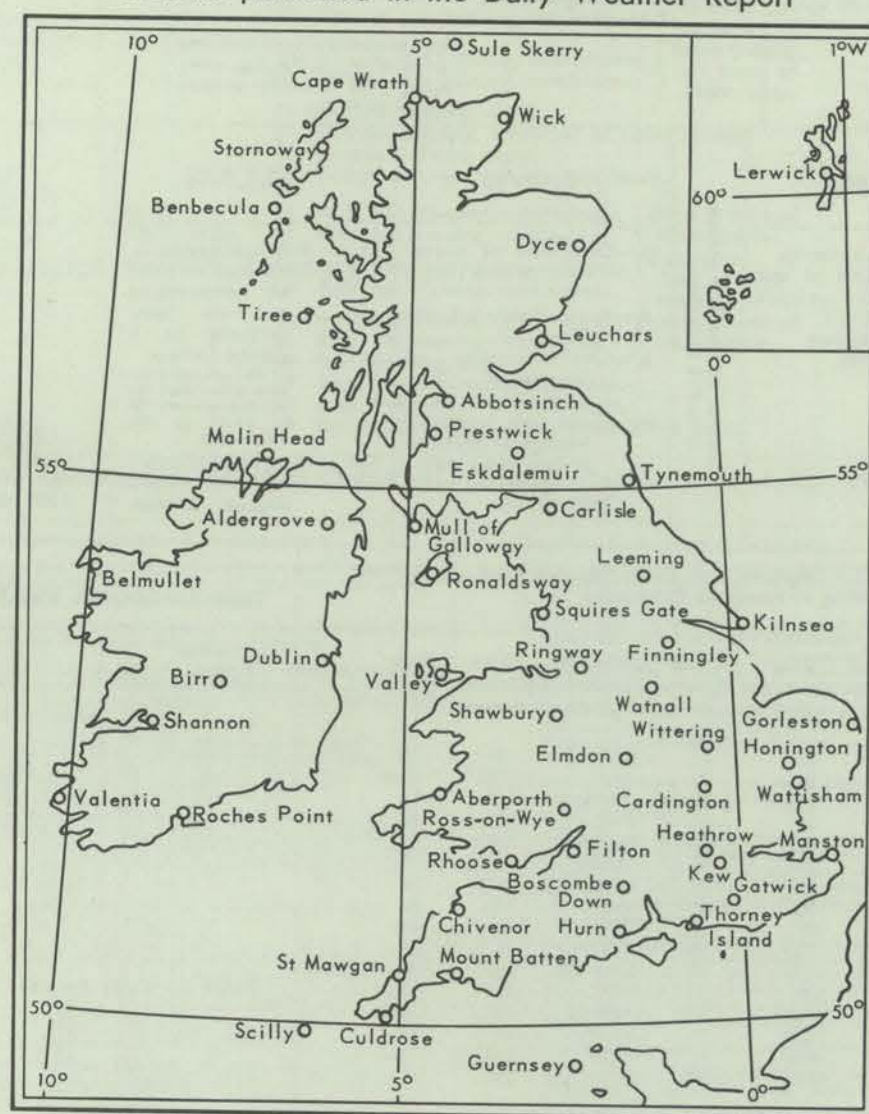 in the Daily Weather Report
10°
5°
Sule Skerry
1°W
Cape Wrath
Wick
Stornoway
Lerwick
60°
Benbecula
Dyce
Tiree
Leuchars
0°
Abbotsinch
Malin Head
Prestwick
55°
Eskdalemuir
Tynemouth
55°
Aldergrove
Carlisle
Mull of
Galloway
Leeming
Belmullet
Ronaldsway
Squires Gate
Kilnsea
Dublin
Ringway
Finningley
Birr
Valley
Watnall
Shannon
Shawbury
Wittering
Gorleston
Honington
Elmdon
Valentia
Aberporth
Cardington
Wattisham
Roches Point
Ross-on-Wye
Heathrow
Manston
Rhoose
Filton
Kew
Boscombe
Down
Gatwick
Chivenor
Hurn
Thorney
Island
St Mawgan
Mount Batten
50°
50°
Scilly
Culdrose
Guernsey
10°
5°
0°